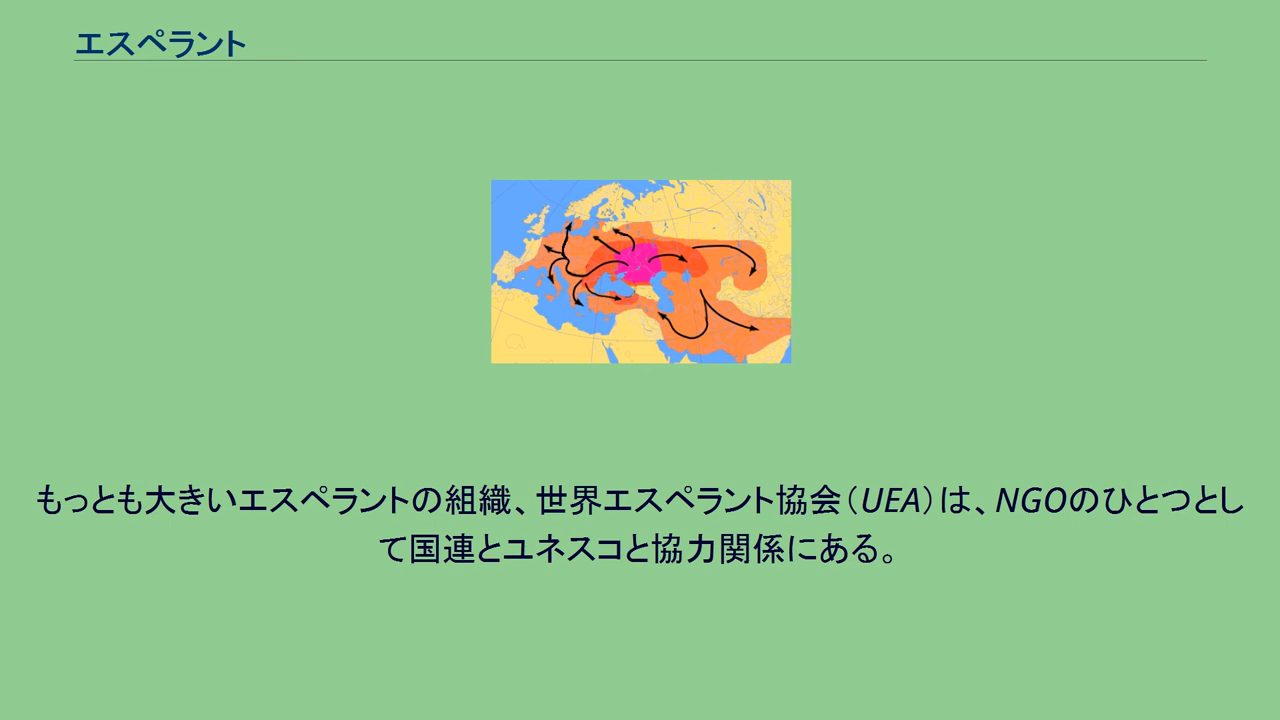 エスペラント
もっとも大きいエスペラントの組織、世界エスペラント協会（UEA）は、NGOのひとつとし
て国連とユネスコと協力関係にある。